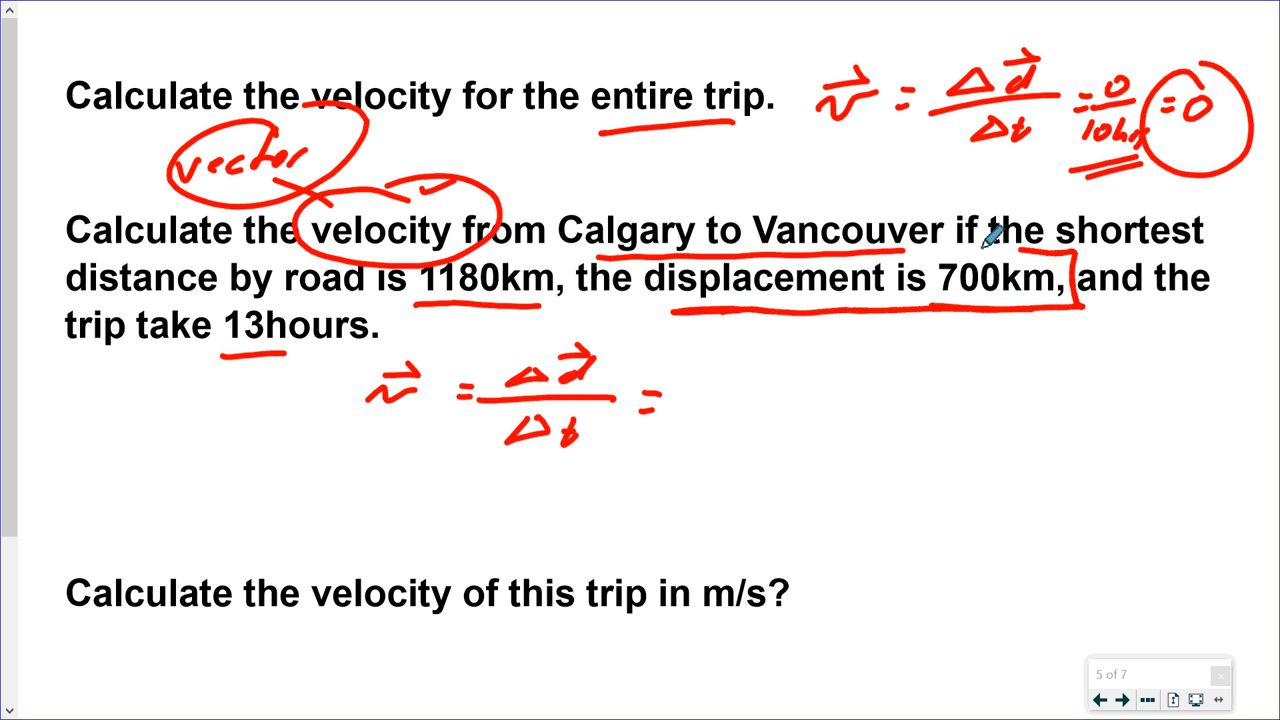 Calculate the velocity for the entire trip.
v⃗ = Δd⃗ / Δt = 0 / 10hrs = 0
vector
Calculate the velocity from Calgary to Vancouver if the shortest
distance by road is 1180km, the displacement is 700km, and the
trip take 13hours.
v⃗ = Δd⃗ / Δt =
Calculate the velocity of this trip in m/s?
5 of 7